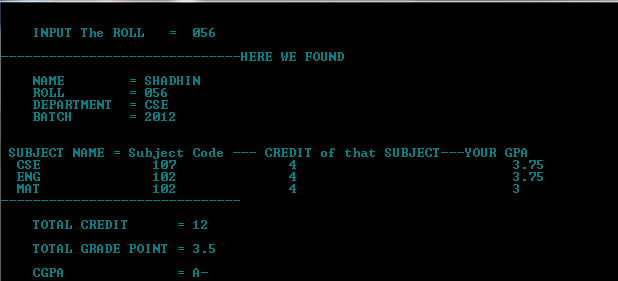 INPUT The ROLL = 056
------------------------------HERE WE FOUND
NAME = SHADHIN
ROLL = 056
DEPARTMENT = CSE
BATCH = 2012
SUBJECT NAME = Subject Code --- CREDIT of that SUBJECT---YOUR GPA
CSE 107 4 3.75
ENG 102 4 3.75
MAT 102 4 3
------------------------------
TOTAL CREDIT = 12
TOTAL GRADE POINT = 3.5
CGPA = A-